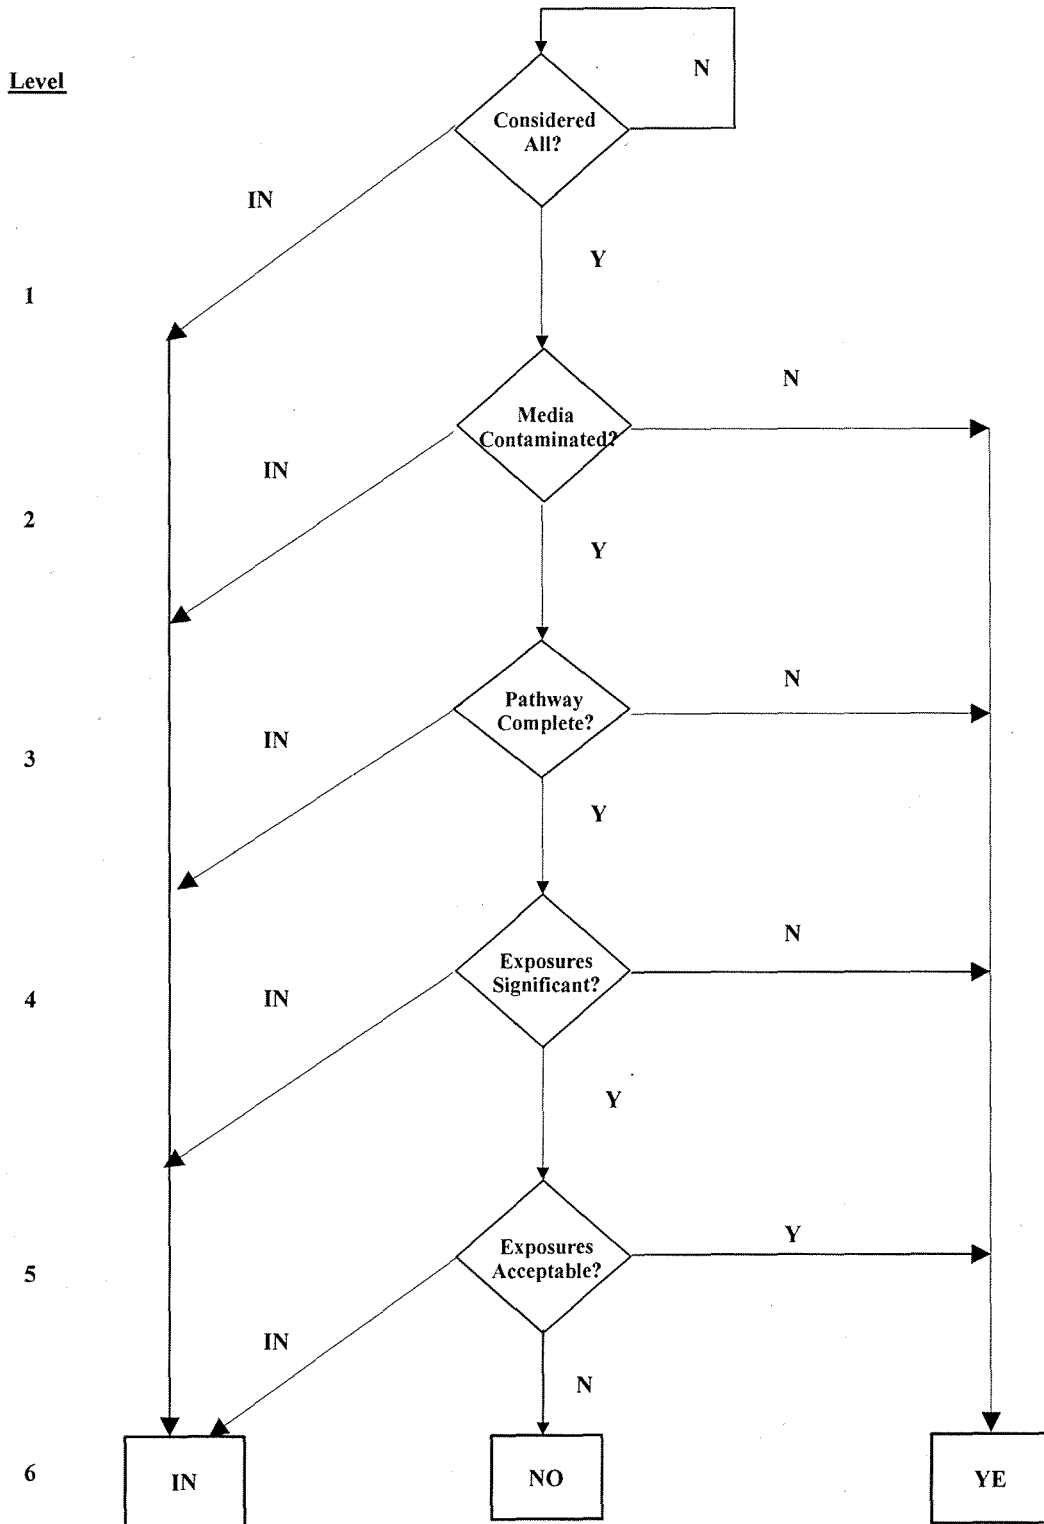 N
Level
Considered
All?
IN
Y
1
N
Media
Contaminated?
IN
2
Y
N
Pathway
Complete?
IN
3
Y
N
Exposures
Significant?
IN
4
Y
Y
Exposures
Acceptable?
5
IN
N
6
IN
NO
YE